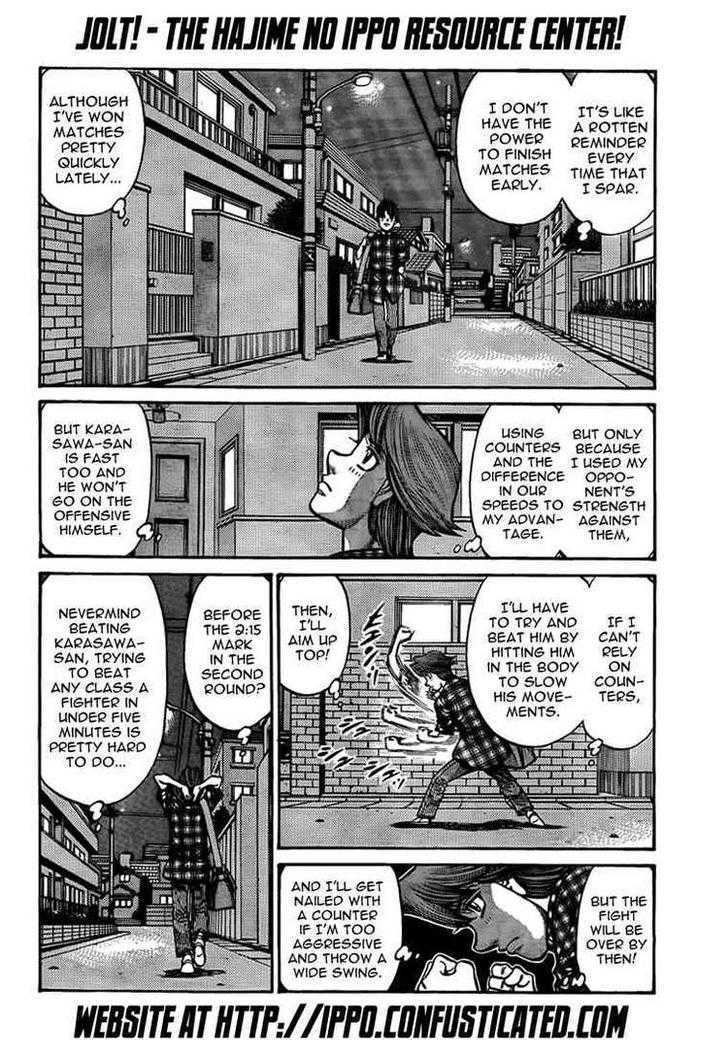 JOLT! - THE HAJIME NO IPPO RESOURCE CENTER!
IT'S LIKE
A ROTTEN
REMINDER
EVERY
TIME THAT
I SPAR.
I DON'T
HAVE THE
POWER
TO FINISH
MATCHES
EARLY.
ALTHOUGH
I'VE WON
MATCHES
PRETTY
QUICKLY
LATELY...
BUT ONLY
BECAUSE
I USED MY
OPPO-
NENT'S
STRENGTH
AGAINST
THEM,
USING
COUNTERS
AND THE
DIFFERENCE
IN OUR
SPEEDS TO
MY ADVAN-
TAGE.
BUT KARA-
SAWA-SAN
IS FAST
TOO AND
HE WON'T
GO ON THE
OFFENSIVE
HIMSELF.
IF I
CAN'T
RELY
ON
COUN-
TERS,
I'LL HAVE
TO TRY AND
BEAT HIM BY
HITTING HIM
IN THE BODY
TO SLOW
HIS MOVE-
MENTS.
THEN,
I'LL
AIM UP
TOP!
BUT THE
FIGHT
WILL BE
OVER BY
THEN!
AND I'LL GET
NAILED WITH
A COUNTER
IF I'M TOO
AGGRESSIVE
AND THROW A
WIDE SWING.
BEFORE
THE 2:15
MARK
IN THE
SECOND
ROUND?
NEVERMIND
BEATING
KARASAWA-
SAN, TRYING
TO BEAT
ANY CLASS A
FIGHTER IN
UNDER FIVE
MINUTES IS
PRETTY HARD
TO DO...
WEBSITE AT HTTP://IPPO.CONFUSTICATED.COM